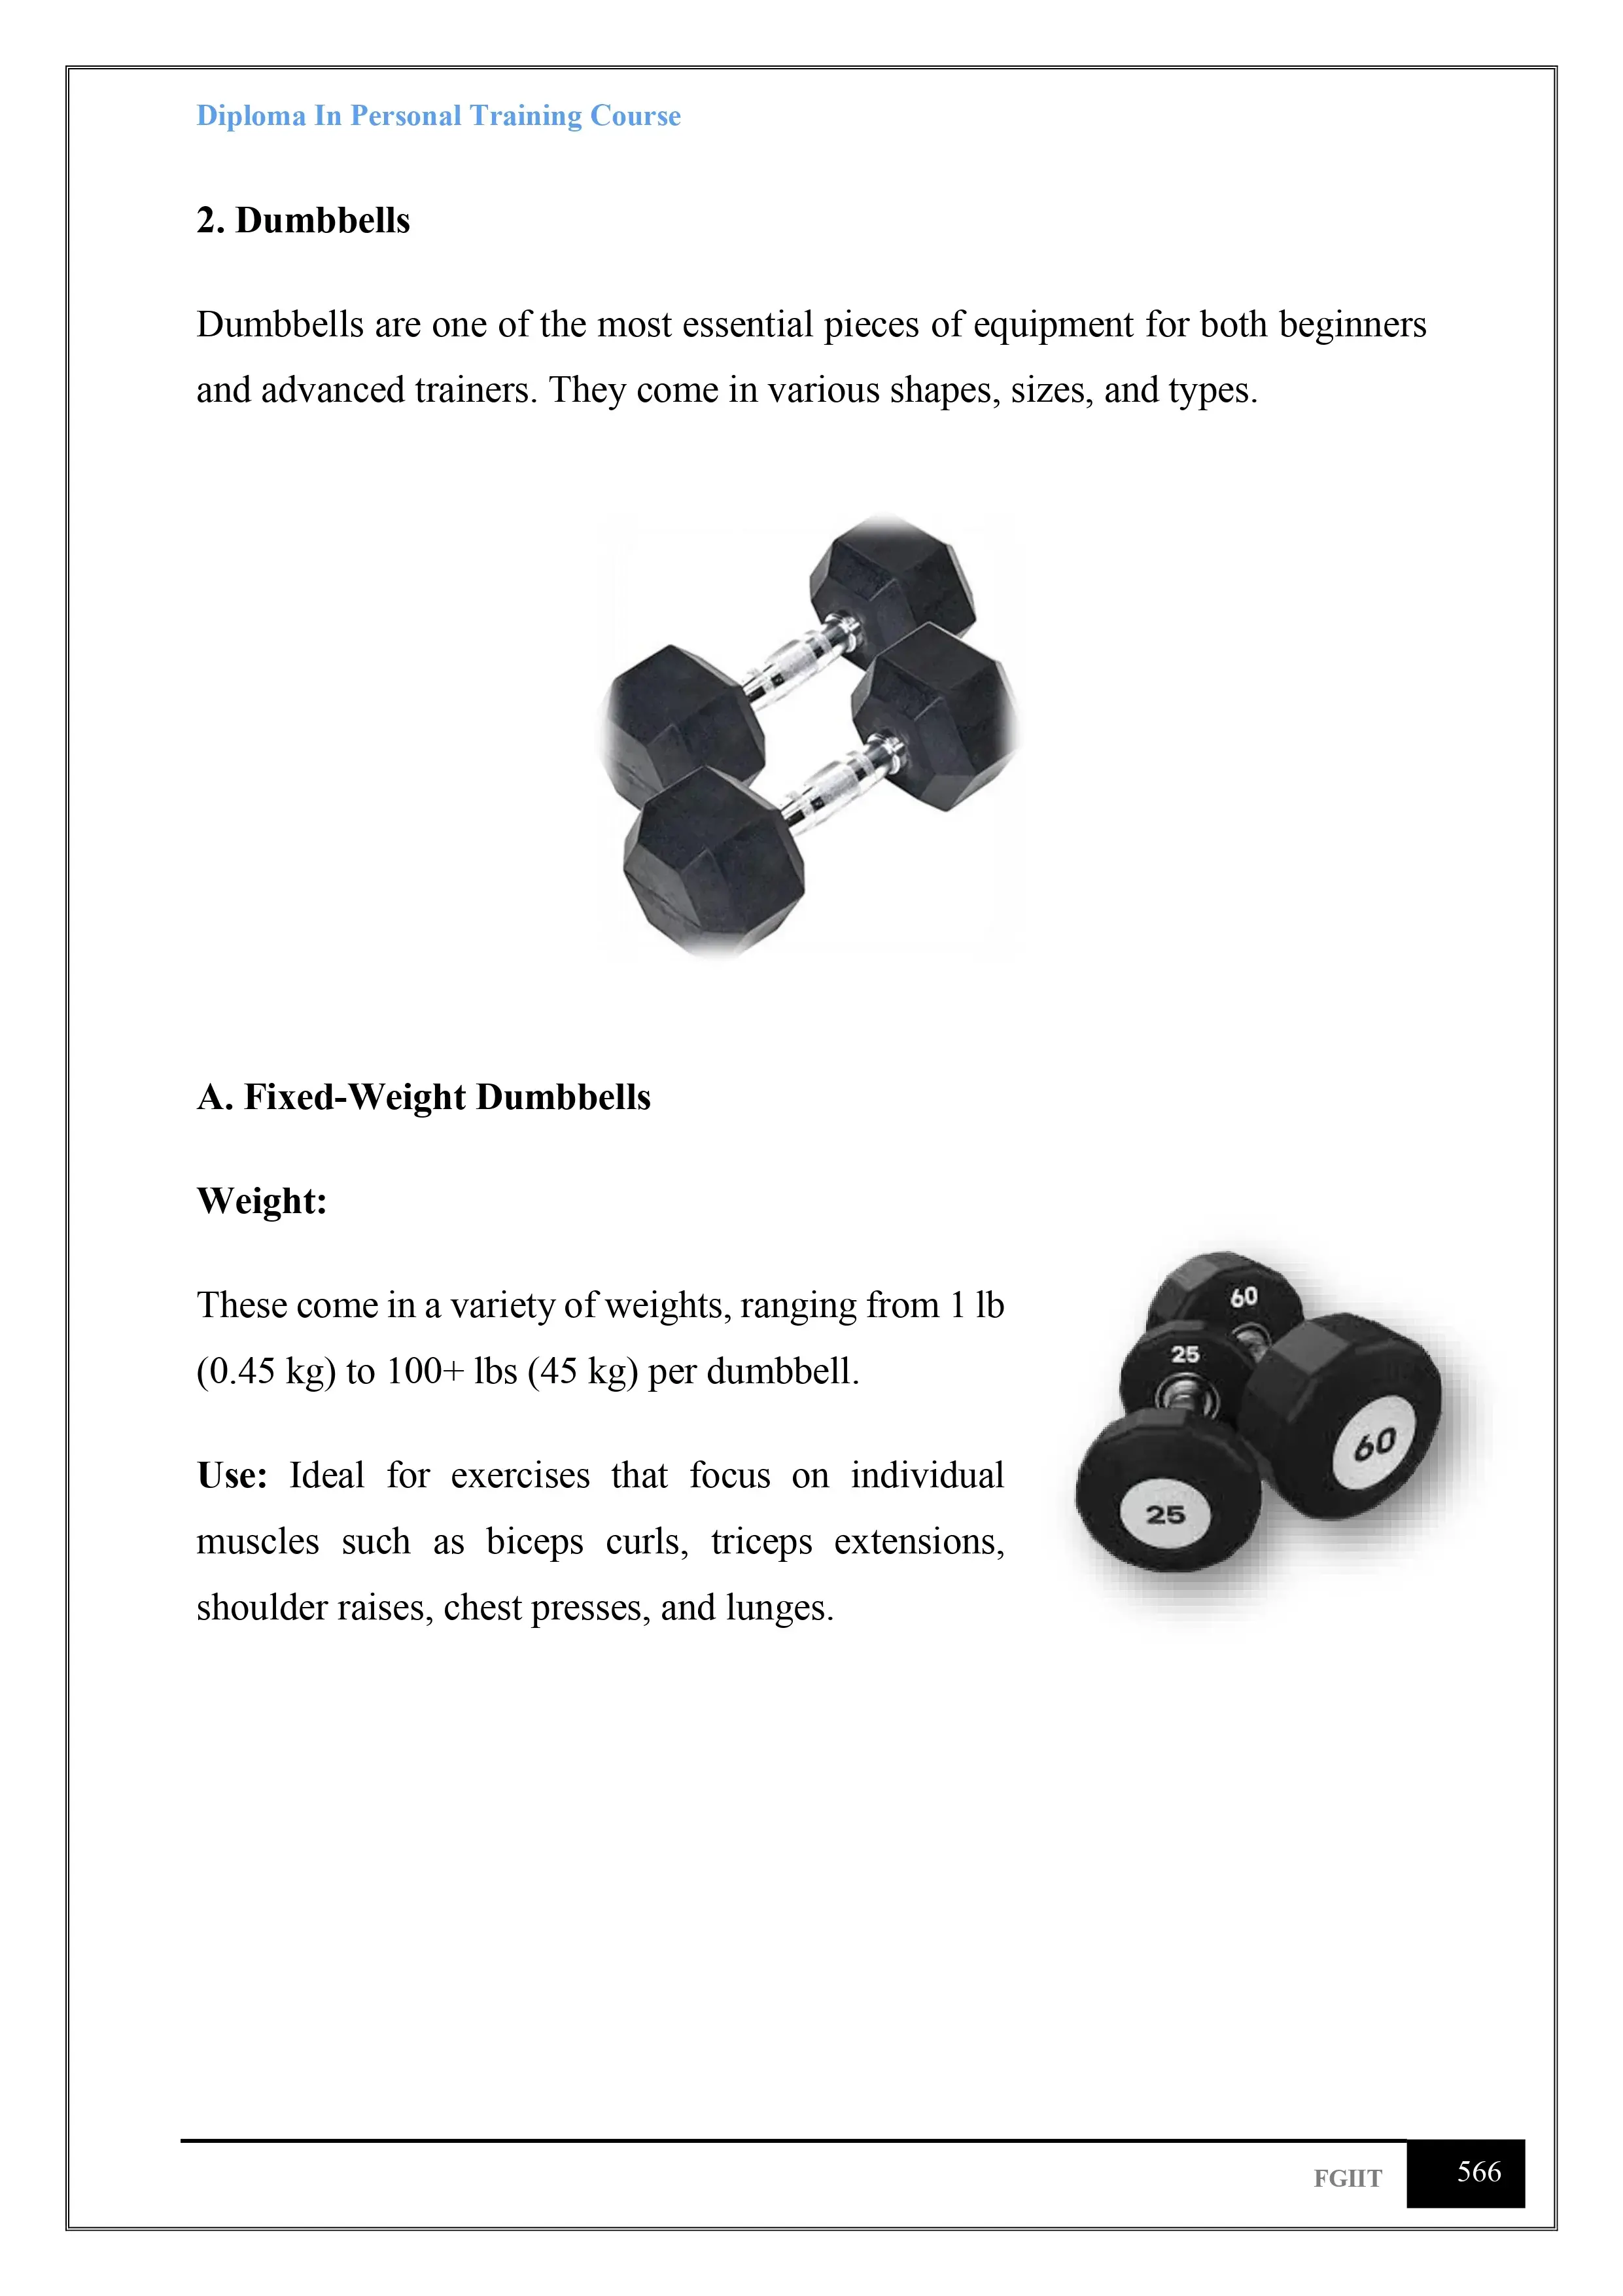 Diploma In Personal Training Course
2. Dumbbells
Dumbbells are one of the most essential pieces of equipment for both beginners
and advanced trainers. They come in various shapes, sizes, and types.
A. Fixed-Weight Dumbbells
Weight:
These come in a variety of weights, ranging from 1 lb
(0.45 kg) to 100+ lbs (45 kg) per dumbbell.
Use: Ideal for exercises that focus on individual
muscles such as biceps curls, triceps extensions,
shoulder raises, chest presses, and lunges.
60
25
60
25
FGIIT
566